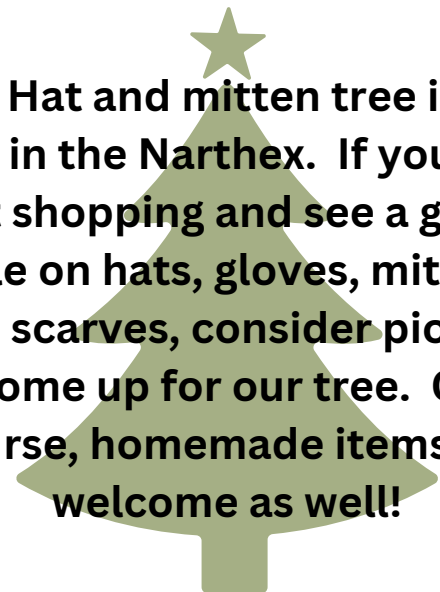 Hat and mitten tree i
in the Narthex. If you
shopping and see a g
on hats, gloves, mit
scarves, consider pic
ome up for our tree.
rse, homemade items
welcome as well!